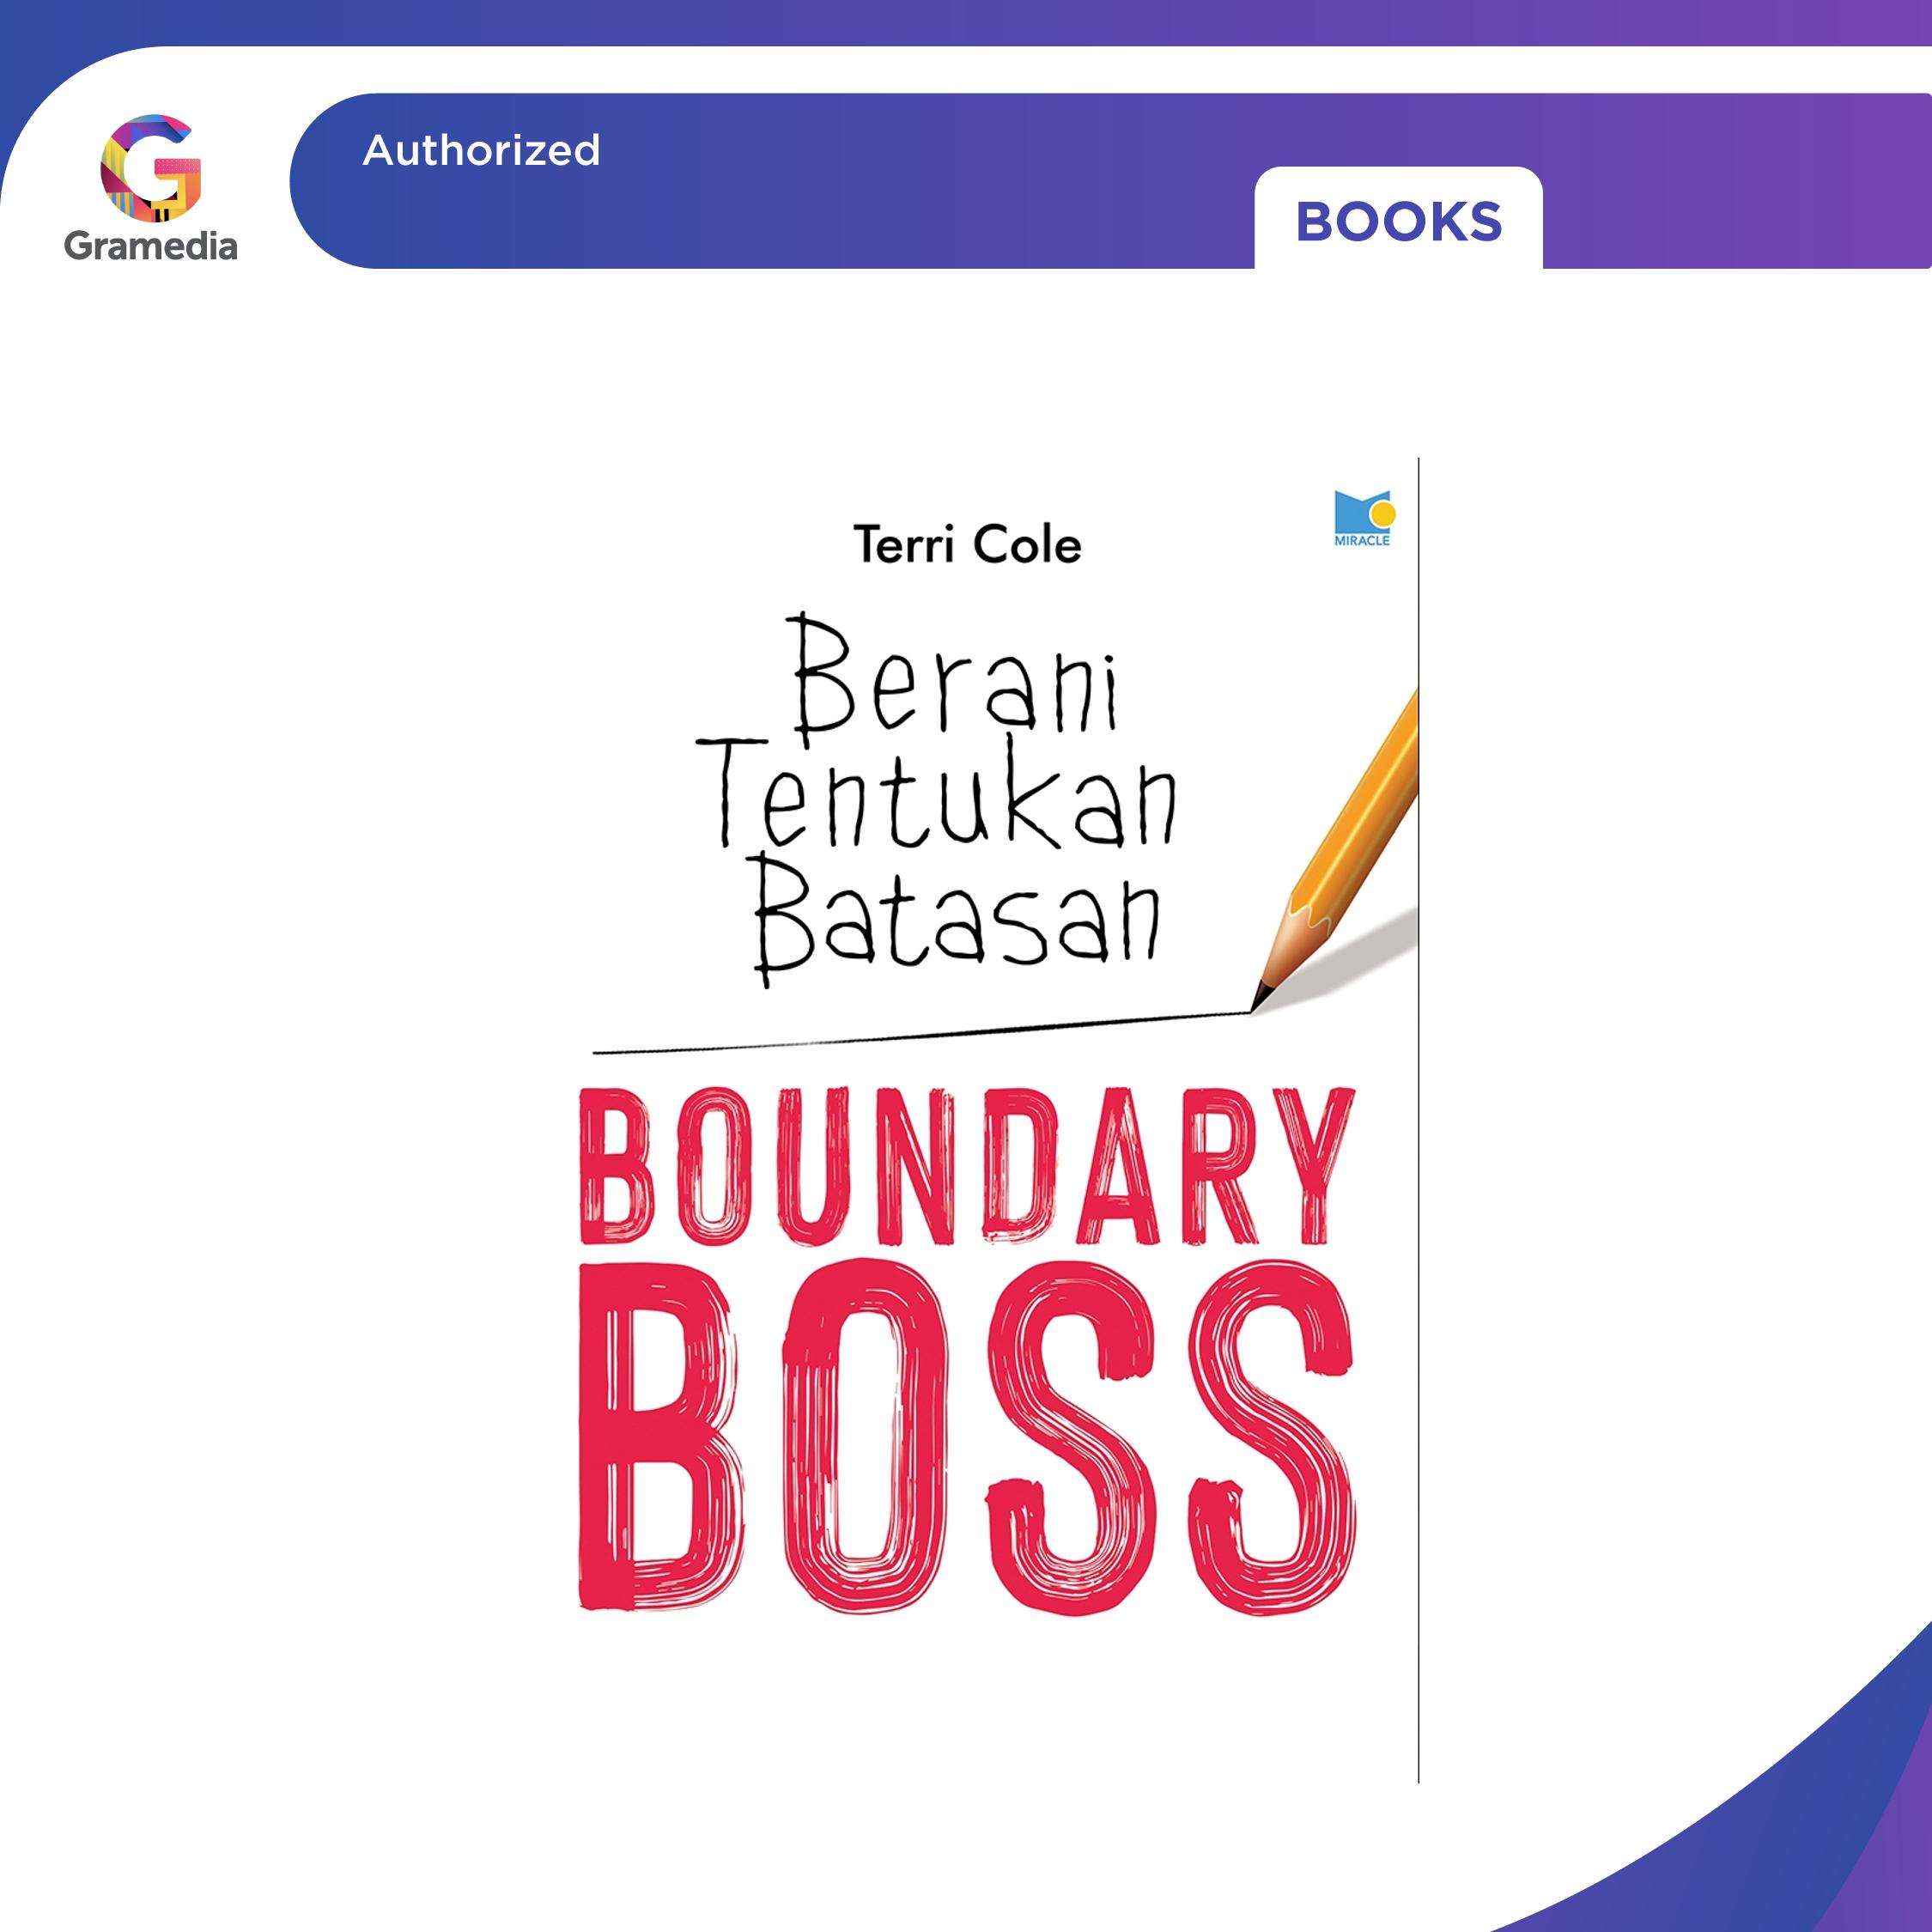 Authorized
BOOKS
Gramedia
Terri Cole
MIRACLE
Berani
Tentukan
Batasan
BOUNDARY
BOSS